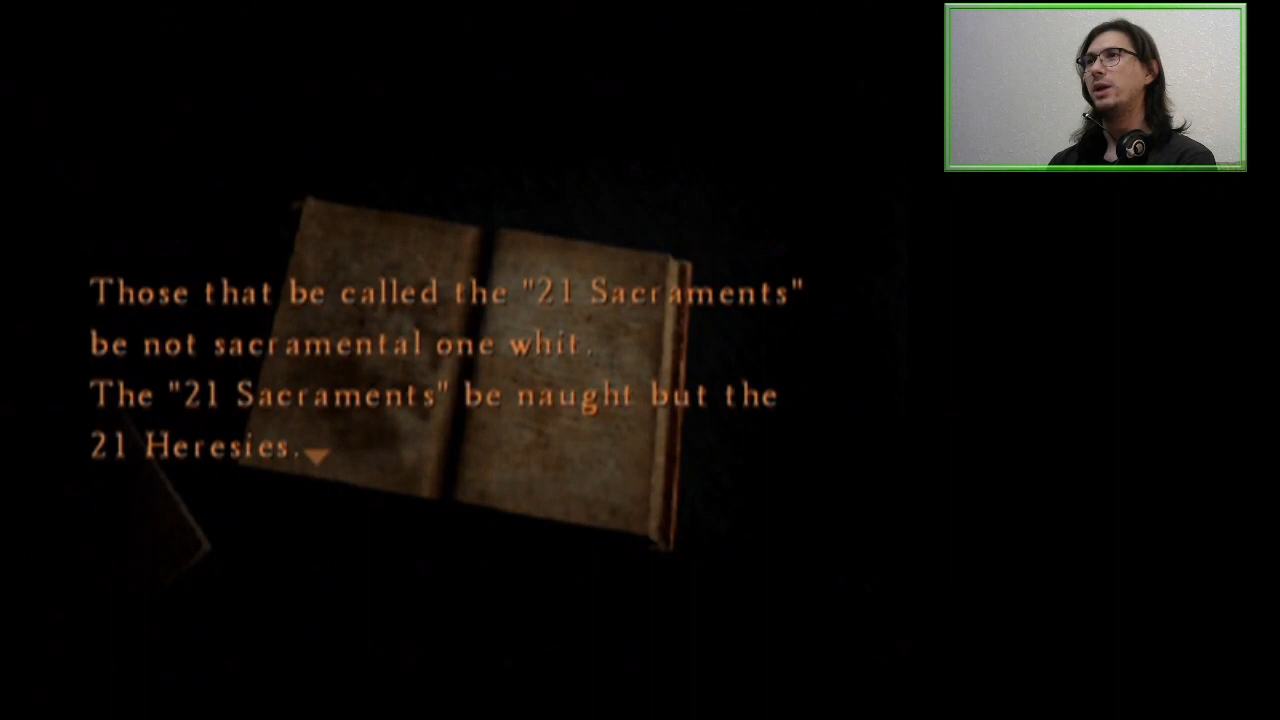 Those that be called the "21 Sacraments"
be not sacramental one whit.
The "21 Sacraments" be naught but the
21 Heresies.